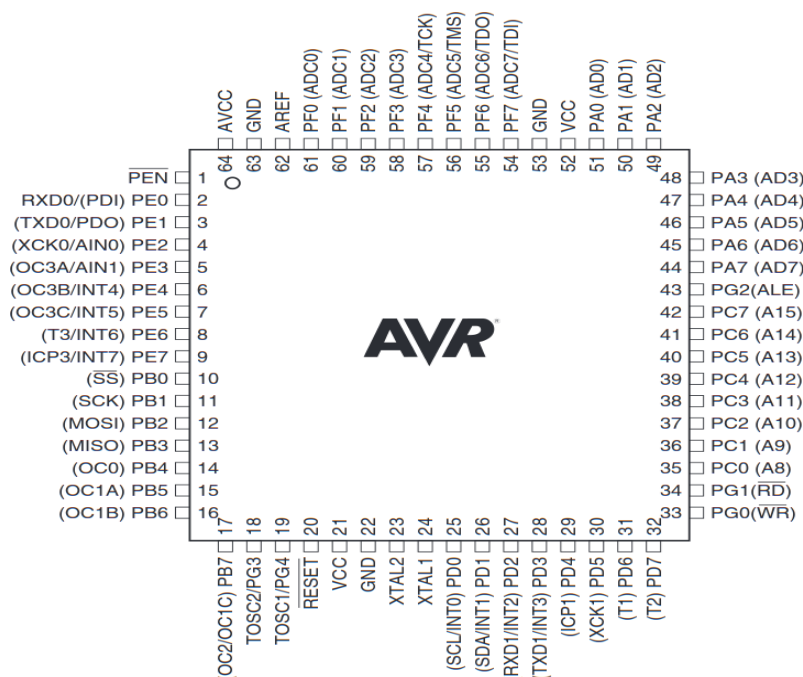 64 AVCC
63 GND
62 AREF
61 PF0 (ADC0)
60 PF1 (ADC1)
59 PF2 (ADC2)
58 PF3 (ADC3)
57 PF4 (ADC4/TCK)
56 PF5 (ADC5/TMS)
55 PF6 (ADC6/TDO)
54 PF7 (ADC7/TDI)
53 GND
52 VCC
51 PA0 (AD0)
50 PA1 (AD1)
49 PA2 (AD2)
PEN 1
RXD0/(PDI) PE0 2
(TXD0/PDO) PE1 3
(XCK0/AIN0) PE2 4
(OC3A/AIN1) PE3 5
(OC3B/INT4) PE4 6
(OC3C/INT5) PE5 7
(T3/INT6) PE6 8
(ICP3/INT7) PE7 9
(SS) PB0 10
(SCK) PB1 11
(MOSI) PB2 12
(MISO) PB3 13
(OC0) PB4 14
(OC1A) PB5 15
(OC1B) PB6 16
AVR
48 PA3 (AD3)
47 PA4 (AD4)
46 PA5 (AD5)
45 PA6 (AD6)
44 PA7 (AD7)
43 PG2(ALE)
42 PC7 (A15)
41 PC6 (A14)
40 PC5 (A13)
39 PC4 (A12)
38 PC3 (A11)
37 PC2 (A10)
36 PC1 (A9)
35 PC0 (A8)
34 PG1(RD)
33 PG0(WR)
(OC2/OC1C) PB7 17
TOSC2/PG3 18
TOSC1/PG4 19
RESET 20
VCC 21
GND 22
XTAL2 23
XTAL1 24
(SCL/INT0) PD0 25
(SDA/INT1) PD1 26
RXD1/INT2) PD2 27
TXD1/INT3) PD3 28
(ICP1) PD4 29
(XCK1) PD5 30
(T1) PD6 31
(T2) PD7 32